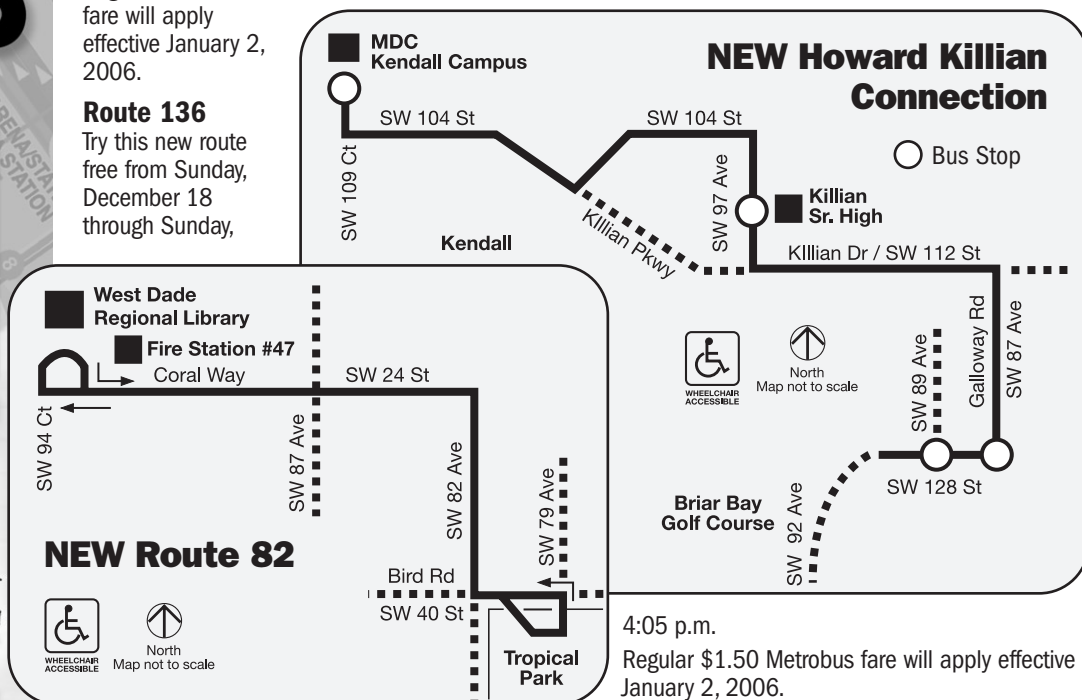 fare will apply
effective January 2,
2006.
Route 136
Try this new route
free from Sunday,
December 18
through Sunday,
MDC
Kendall Campus
NEW Howard Killian
Connection
SW 104 St
SW 104 St
Bus Stop
SW 109 Ct
SW 97 Ave
Killian
Sr. High
KIllian Pkwy
Kendall
KIllian Dr / SW 112 St
WHEELCHAIR
ACCESSIBLE
North
Map not to scale
SW 89 Ave
Galloway Rd
SW 87 Ave
SW 128 St
Briar Bay
Golf Course
SW 92 Ave
West Dade
Regional Library
Fire Station #47
Coral Way
SW 24 St
SW 94 Ct
SW 87 Ave
SW 82 Ave
SW 79 Ave
NEW Route 82
Bird Rd
SW 40 St
WHEELCHAIR
ACCESSIBLE
North
Map not to scale
Tropical
Park
4:05 p.m.
Regular $1.50 Metrobus fare will apply effective
January 2, 2006.